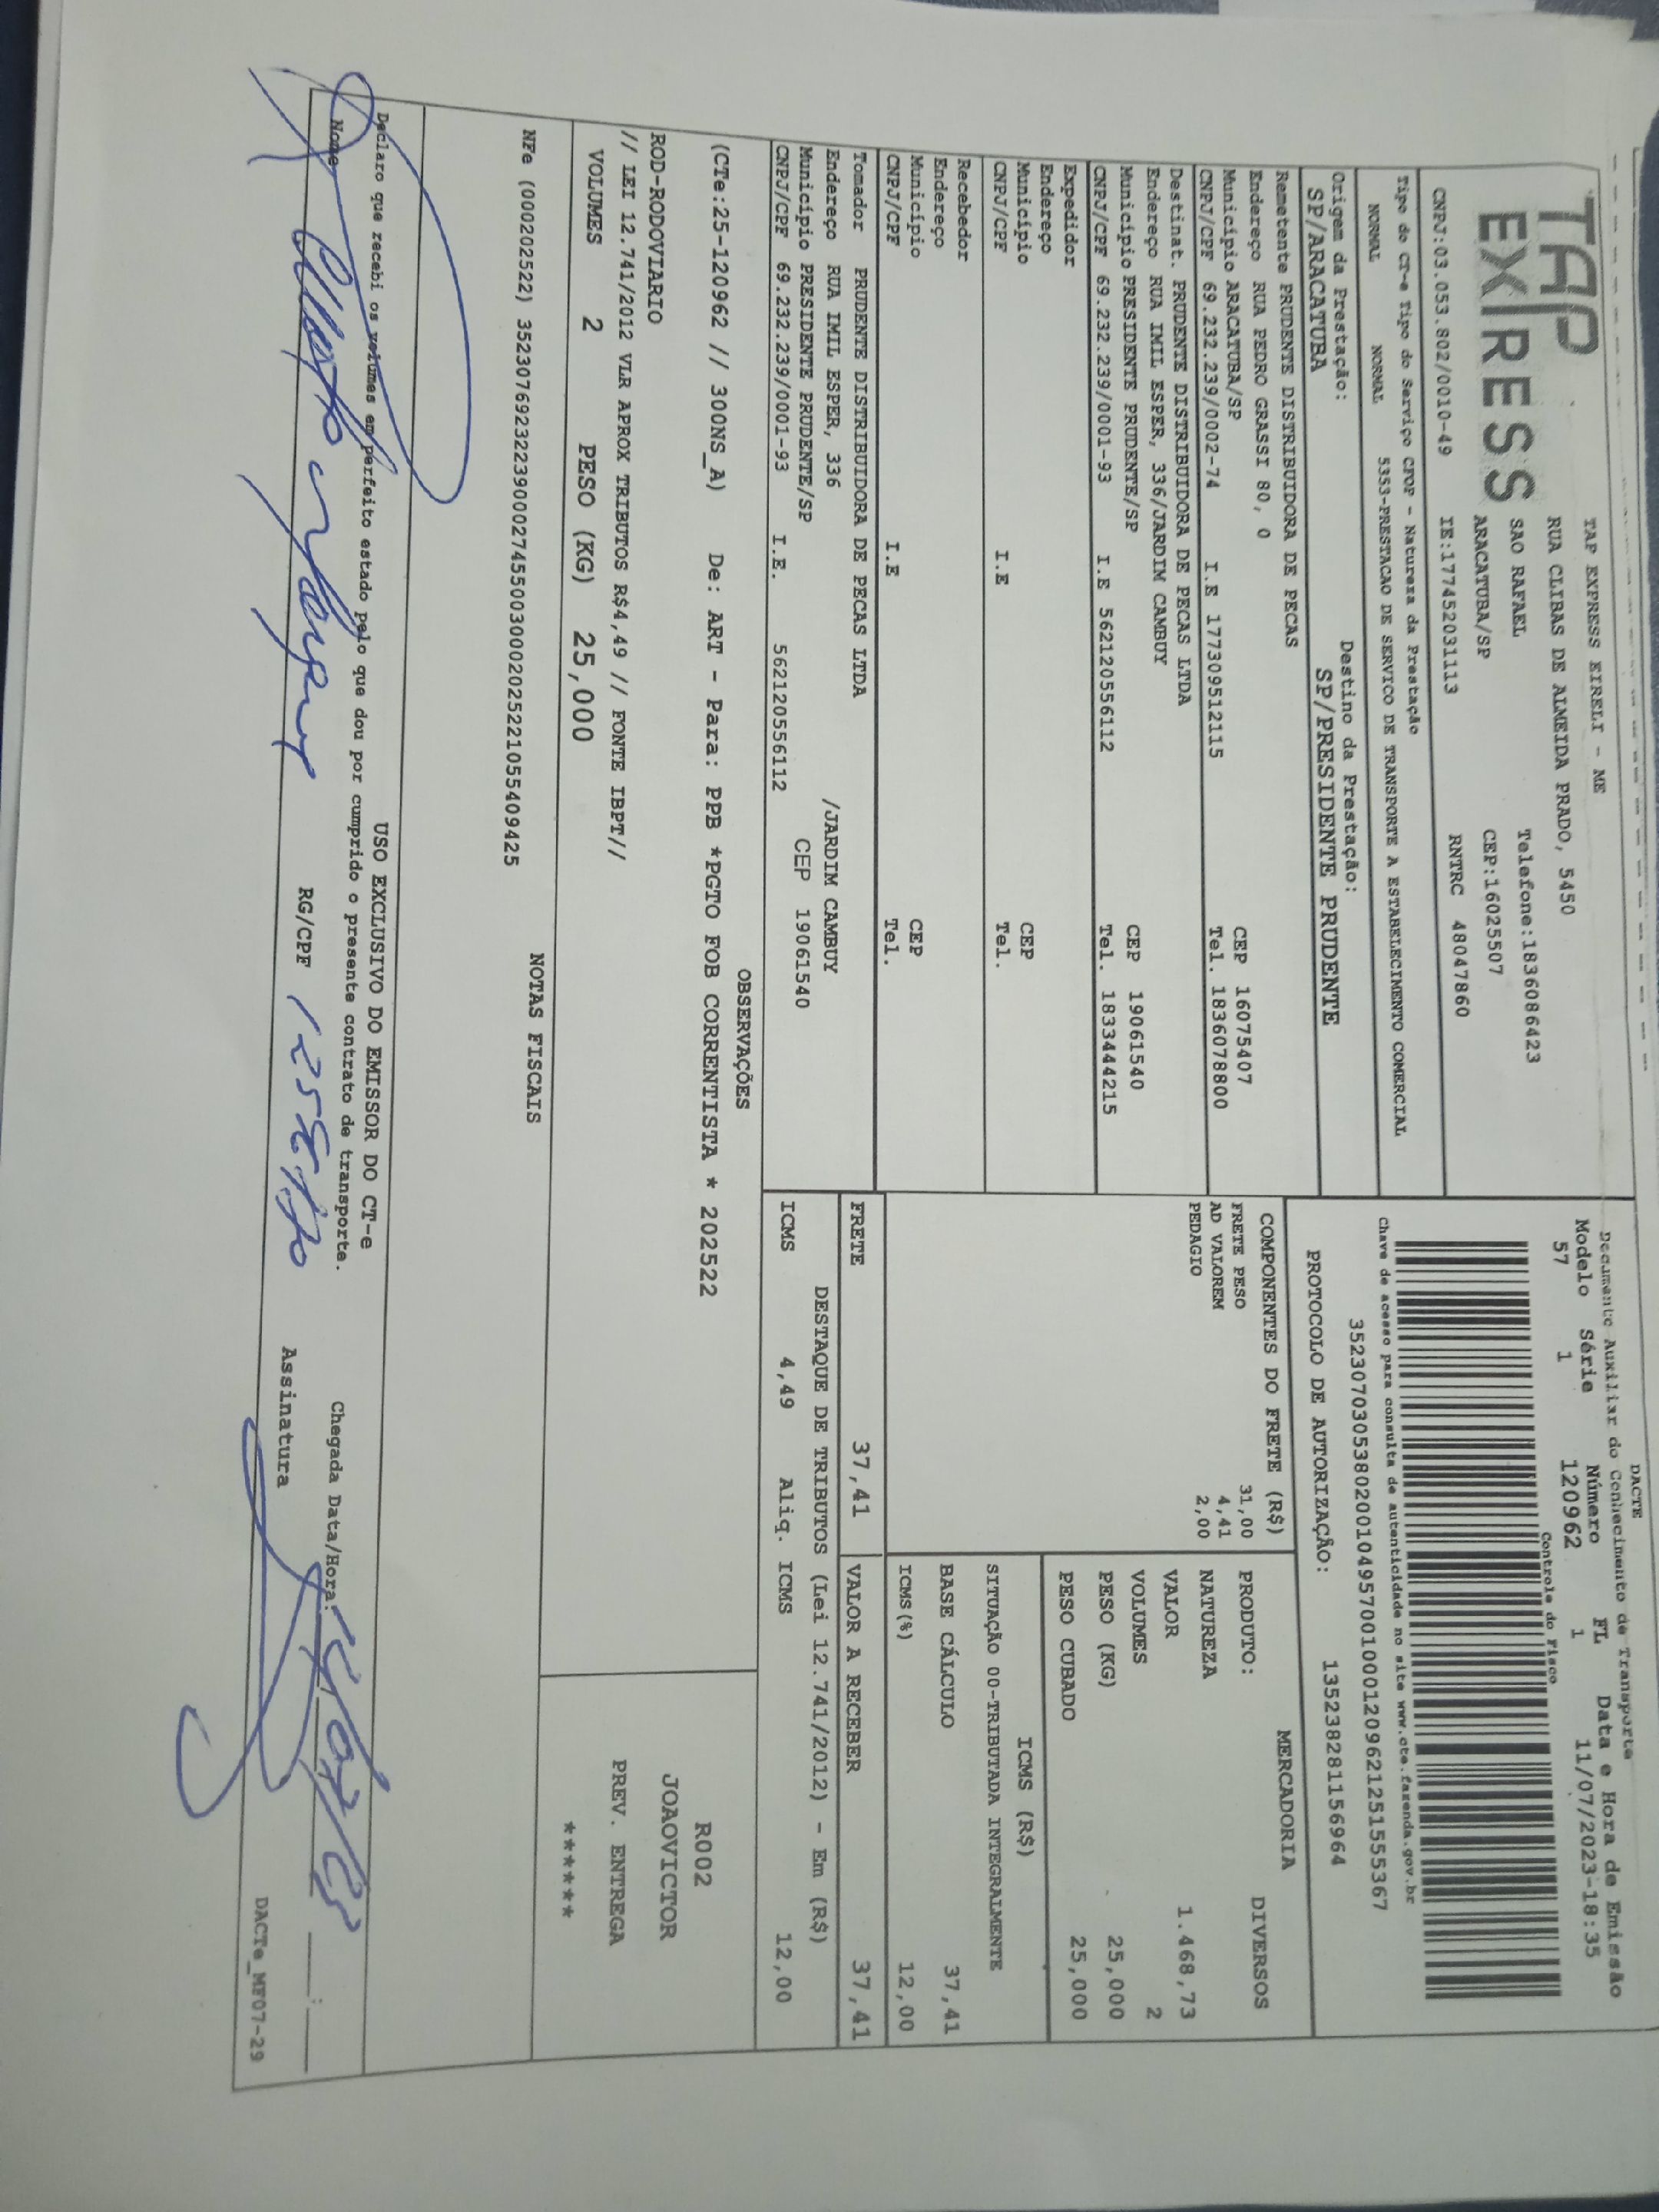 TAP
EXPRESS
TAP EXPRESS EIRELI - ME
RUA CLIBAS DE ALMEIDA PRADO, 5450
SAO RAFAEL
Telefone:1836086423
ARACATUBA/SP
CEP:16025507
CNPJ:03.053.802/0010-49
IE:177452031113
RNTRC 48047860
DACTE
Documento Auxiliar do Conhecimento de Transporte
Modelo Série Número FL Data e Hora de Emissão
57 1 120962 1 11/07/2023-18:35
Controle do Fisco
Chave de acesso para consulta de autenticidade no site www.cte.fazenda.gov.br
35230703053802001049570010001209621251555367
PROTOCOLO DE AUTORIZAÇÃO: 135238281156964
Tipo do CT-e Tipo do Serviço CFOP - Natureza da Prestação
NORMAL NORMAL 5353-PRESTACAO DE SERVICO DE TRANSPORTE A ESTABELECIMENTO COMERCIAL
Origem da Prestação: Destino da Prestação:
SP/ARACATUBA SP/PRESIDENTE PRUDENTE
Remetente PRUDENTE DISTRIBUIDORA DE PECAS
Endereço RUA PEDRO GRASSI 80, 0
Município ARACATUBA/SP CEP 16075407
CNPJ/CPF 69.232.239/0002-74 I.E 177309512115 Tel. 1836078800
Destinat. PRUDENTE DISTRIBUIDORA DE PECAS LTDA
Endereço RUA IMIL ESPER, 336/JARDIM CAMBUY
Município PRESIDENTE PRUDENTE/SP CEP 19061540
CNPJ/CPF 69.232.239/0001-93 I.E 562120556112 Tel. 1833444215
Expedidor
Endereço
Município CEP
CNPJ/CPF I.E Tel.
Recebedor
Endereço
Município CEP
CNPJ/CPF I.E Tel.
Tomador PRUDENTE DISTRIBUIDORA DE PECAS LTDA
Endereço RUA IMIL ESPER, 336 /JARDIM CAMBUY
Município PRESIDENTE PRUDENTE/SP CEP 19061540
CNPJ/CPF 69.232.239/0001-93 I.E. 562120556112
COMPONENTES DO FRETE (R$)
FRETE PESO 31,00
AD VALOREM 4,41
PEDAGIO 2,00
MERCADORIA
PRODUTO: DIVERSOS
NATUREZA
VALOR 1.468,73
VOLUMES 2
PESO (KG) 25,000
PESO CUBADO 25,000
ICMS (R$)
SITUAÇÃO 00-TRIBUTADA INTEGRALMENTE
BASE CÁLCULO 37,41
ICMS(%) 12,00
FRETE 37,41 VALOR A RECEBER 37,41
DESTAQUE DE TRIBUTOS (Lei 12.741/2012) - Em (R$)
ICMS 4,49 Aliq. ICMS 12,00
OBSERVAÇÕES
(CTe:25-120962 // 300NS_A) De: ART - Para: PPB *PGTO FOB CORRENTISTA * 202522
ROD-RODOVIARIO
// LEI 12.741/2012 VLR APROX TRIBUTOS R$4,49 // FONTE IBPT//
VOLUMES 2 PESO (KG) 25,000
R002
JOAOVICTOR
PREV. ENTREGA
******
NOTAS FISCAIS
NFe (000202522) 35230769232239000274550030002025221055409425
USO EXCLUSIVO DO EMISSOR DO CT-e
Declaro que recebi os volumes em perfeito estado pelo que dou por cumprido o presente contrato de transporte.
Chegada Data/Hora: ____:____
Nome RG/CPF Assinatura
DACTe_MF07-29